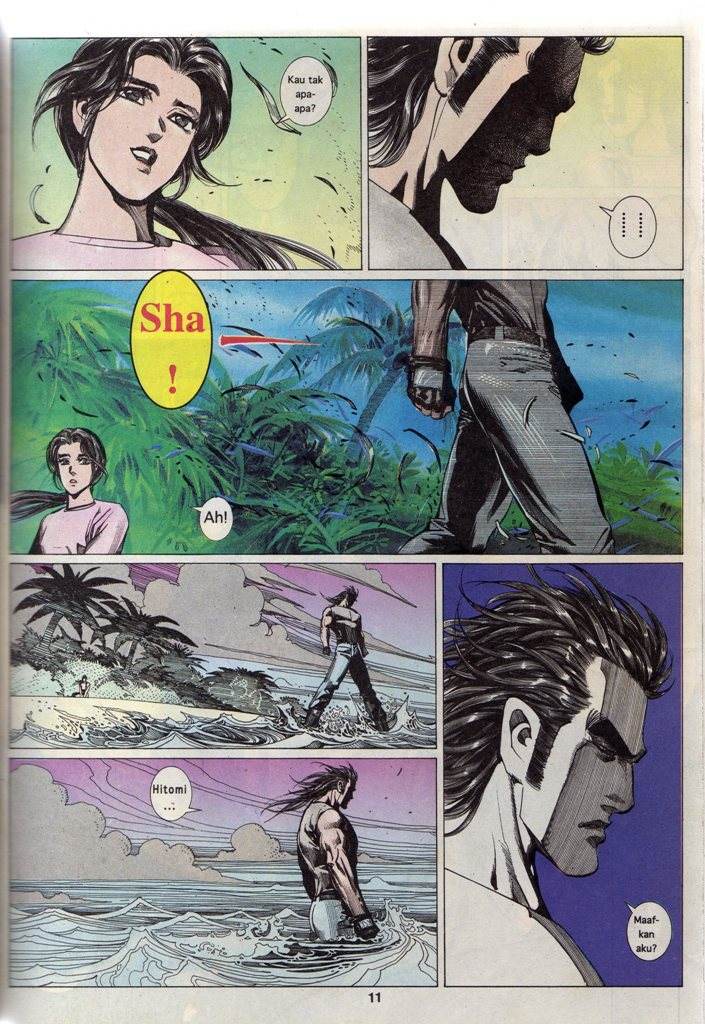 Kau tak
apa-
apa?
Sha
!
Ah!
Hitomi
...
Maaf-
kan
aku?
11